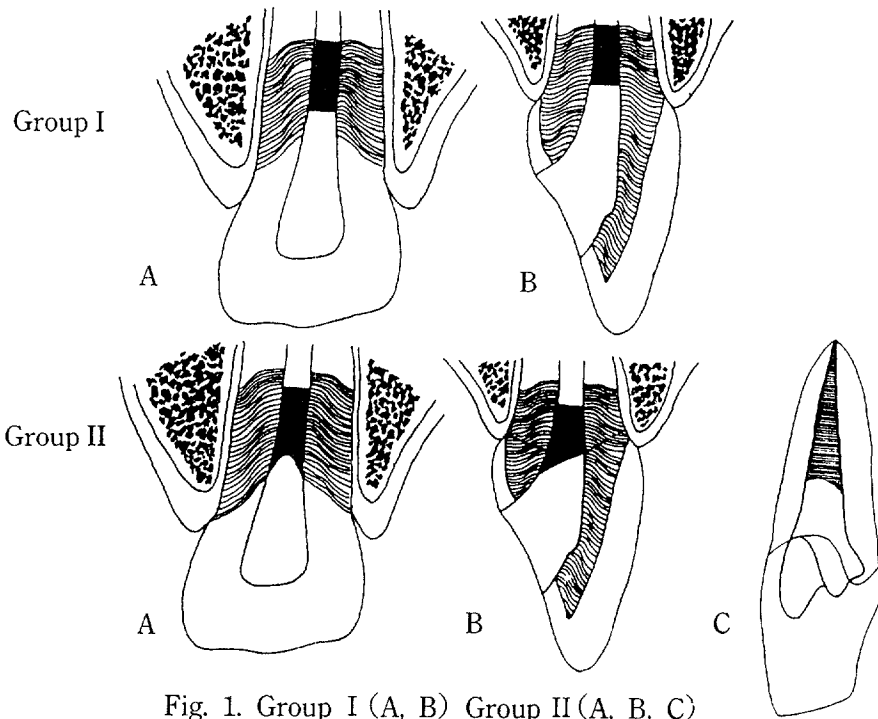 Group I
A
B
Group II
A
B
C
Fig. 1. Group I (A, B) Group II (A. B. C)